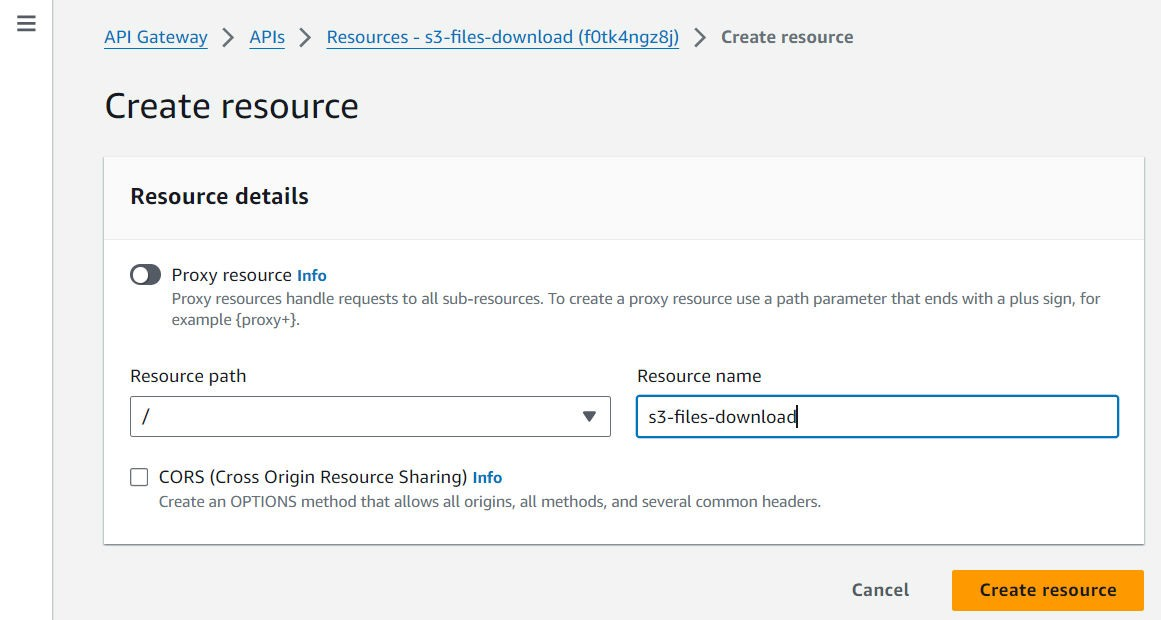 API Gateway > APIs > Resources - s3-files-download (f0tk4ngz8j) > Create resource
Create resource
Resource details
Proxy resource Info
Proxy resources handle requests to all sub-resources. To create a proxy resource use a path parameter that ends with a plus sign, for
example {proxy+}.
Resource path
/
Resource name
s3-files-download
CORS (Cross Origin Resource Sharing) Info
Create an OPTIONS method that allows all origins, all methods, and several common headers.
Cancel
Create resource